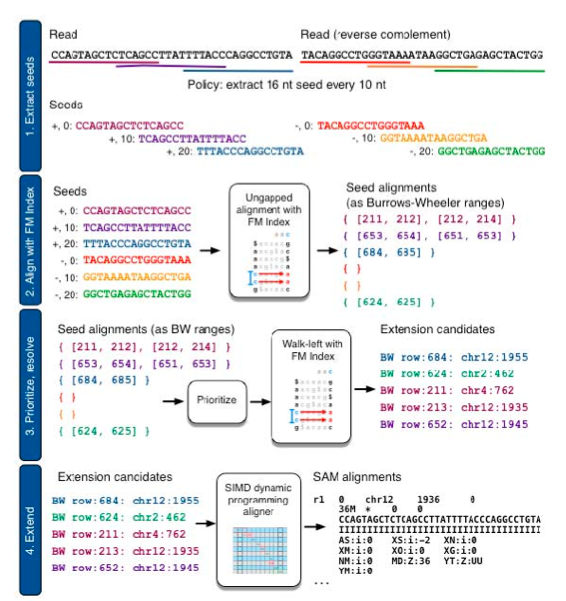 1. Extract seeds
Read
CCAGTAGCTCTCAGCCTTATTTTACCCAGGCCTGTA
Read (reverse complement)
TACAGGCCTGGGTAAAATAAGGCTGAGAGCTACTGG
Policy: extract 16 nt seed every 10 nt
Seeds
+, 0: CCAGTAGCTCTCAGCC
+, 10: TCAGCCTTATTTTACC
+, 20: TTTACCCAGGCCTGTA
-, 0: TACAGGCCTGGGTAAA
-, 10: GGTAAAATAAGGCTGA
-, 20: GGCTGAGAGCTACTGG
2. Align with FM Index
Seeds
+, 0: CCAGTAGCTCTCAGCC
+, 10: TCAGCCTTATTTTACC
+, 20: TTTACCCAGGCCTGTA
-, 0: TACAGGCCTGGGTAAA
-, 10: GGTAAAATAAGGCTGA
-, 20: GGCTGAGAGCTACTGG
Ungapped
alignment with
FM Index
Seed alignments
(as Burrows-Wheeler ranges)
{ [211, 212], [212, 214] }
{ [653, 654], [651, 653] }
{ [684, 685] }
{ }
{ }
{ [624, 625] }
3. Prioritize, resolve
Seed alignments (as BW ranges)
{ [211, 212], [212, 214] }
{ [653, 654], [651, 653] }
{ [684, 685] }
{ }
{ }
{ [624, 625] }
Prioritize
Walk-left with
FM Index
Extension candidates
BW row:684: chr12:1955
BW row:624: chr2:462
BW row:211: chr4:762
BW row:213: chr12:1935
BW row:652: chr12:1945
4. Extend
Extension candidates
BW row:684: chr12:1955
BW row:624: chr2:462
BW row:211: chr4:762
BW row:213: chr12:1935
BW row:652: chr12:1945
SIMD dynamic
programming
aligner
SAM alignments
r1 0 chr12 1936 0
36M * 0 0
CCAGTAGCTCTCAGCCTTATTTTACCCAGGCCTGTA
IIIIIIIIIIIIIIIIIIIIIIIIIIIIIIIIIIII
AS:i:0 XS:i:-2 XN:i:0
XM:i:0 XO:i:0 XG:i:0
NM:i:0 MD:Z:36 YT:Z:UU
YM:i:0
...